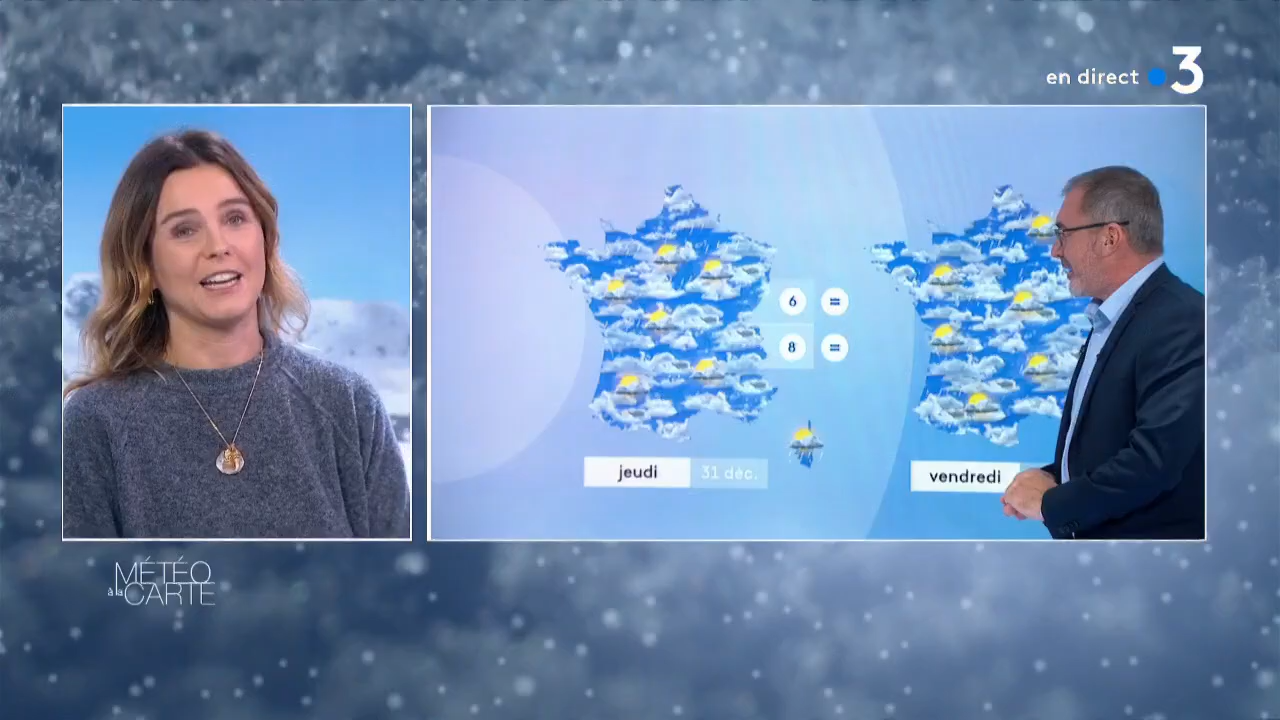 en direct 3
6 =
8 =
jeudi 31 déc.
vendredi
MÉTÉO
à la CARTE